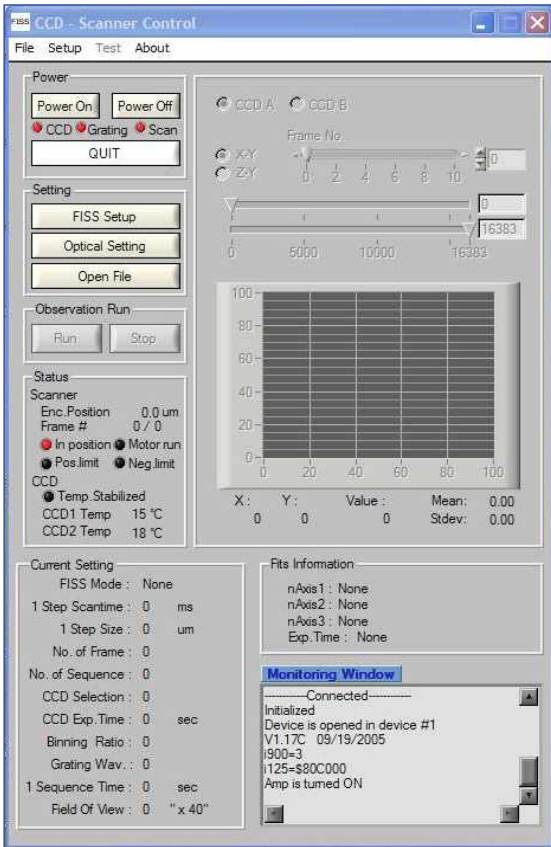 FISS CCD - Scanner Control
File Setup Test About
Power
Power On Power Off
CCD Grating Scan
QUIT
Setting
FISS Setup
Optical Setting
Open File
Observation Run
Run Stop
Status
Scanner
Enc.Position 0.0 um
Frame # 0 / 0
In position Motor run
Pos.limit Neg.limit
CCD
Temp.Stabilized
CCD1 Temp 15 °C
CCD2 Temp 18 °C
CCD A CCD B
Frame No.
X-Y
Z-Y
0 2 4 6 8 10
0
0
16383
0 5000 10000 16383
100
80
60
40
20
0
0 20 40 60 80 100
X : Y : Value : Mean: 0.00
0 0 0 Stdev: 0.00
Current Setting
FISS Mode : None
1 Step Scantime : 0 ms
1 Step Size : 0 um
No. of Frame : 0
No. of Sequence : 0
CCD Selection : 0
CCD Exp.Time : 0 sec
Binning Ratio : 0
Grating Wav. : 0
1 Sequence Time : 0 sec
Field Of View : 0 " x 40"
Fits Information
nAxis1 : None
nAxis2 : None
nAxis3 : None
Exp.Time : None
Monitoring Window
-----------Connected-----------
Initialized
Device is opened in device #1
V1.17C 09/19/2005
i900=3
i125=$80C000
Amp is turned ON